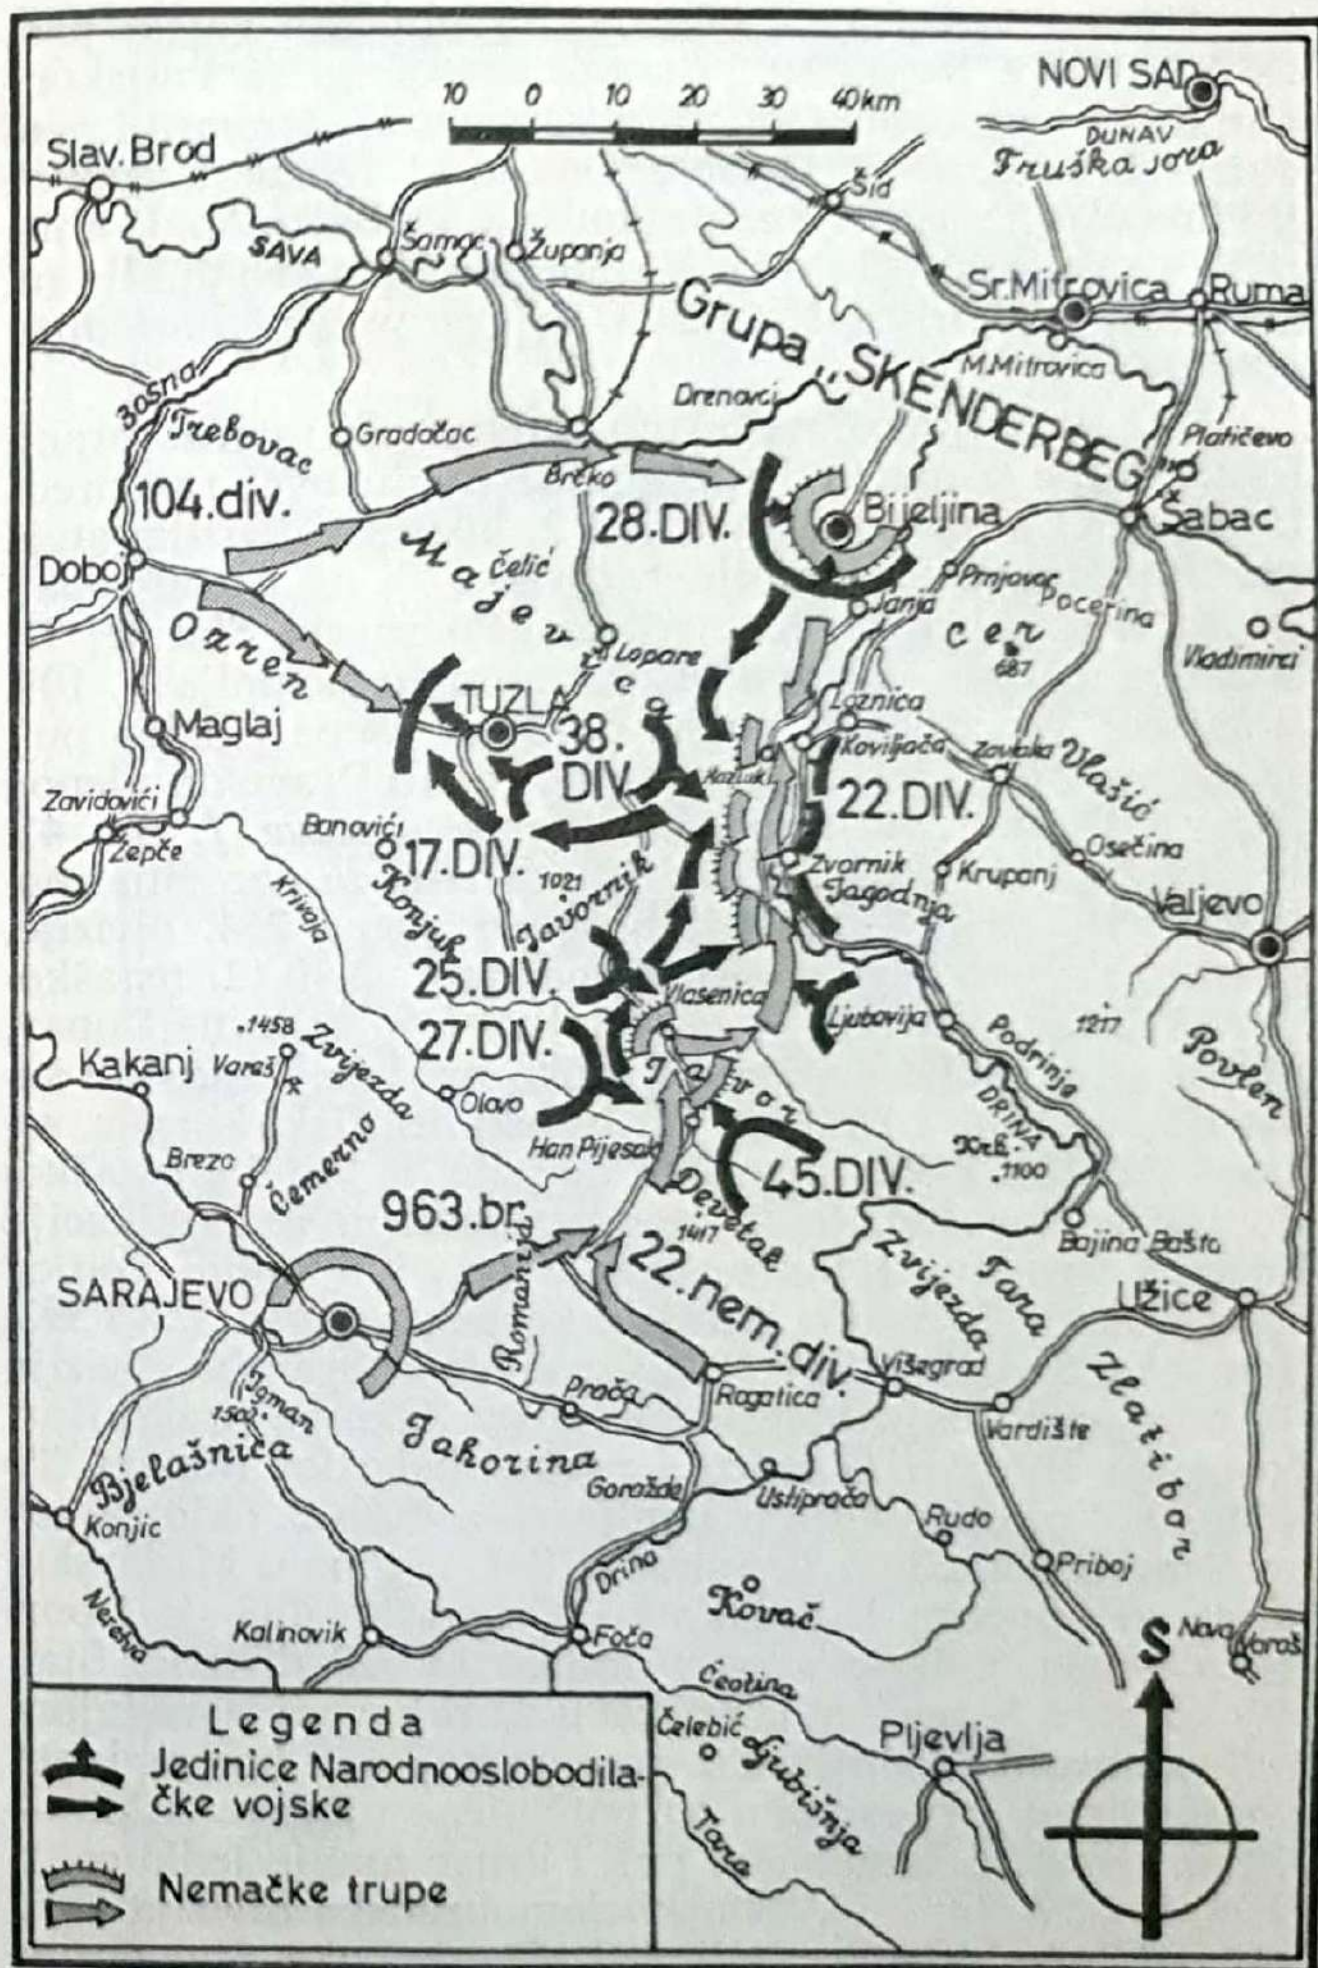 NOVI SAD
10 0 10 20 30 40km
DUNAV
Fruška gora
Slav. Brod
Šid
SAVA
Šamac
Županja
Sr. Mitrovica
Ruma
Grupa „SKENDERBEG"
M. Mitrovica
Drenovci
Bosna
Trebovac
Gradočac
Platičevo
Brčko
104. div.
28. DIV.
Bijeljina
Šabac
Doboj
Čelić
Majevica
Prnjavor
Pocerina
Janja
Cer
687
Vladimirci
Ozren
Lopare
TUZLA
Loznica
Maglaj
38.
DIV.
Koviljača
Zavlaka
Vlašić
22. DIV.
Zavidovići
Žepče
Banovići
17. DIV.
Zvornik
Osečina
Krupanj
Jagodnja
Konjuh
1021
Javornik
Krivaja
Valjevo
25. DIV.
Vlasenica
Ljubovija
27. DIV.
.1458
Zvijezda
Podrinje
1217
Kakanj
Vareš
Povlen
Olovo
Javor
DRINA
Breza
Čemerno
Han Pijesak
.1100
45. DIV.
963. br.
Devetak
1417
Bajina Bašta
Romanija
22. nem. div.
Zvijezda
Tara
SARAJEVO
Užice
Višegrad
Igman
1502.
Prača
Rogatica
Vardište
Zlatibor
Bjelašnica
Jahorina
Goražde
Ustiprača
Konjic
Rudo
Priboj
Drina
Kovač
Neretva
Kalinovik
Foča
S
Nova Varoš
Ćeotina
Legenda
Čelebić
Ljubišnja
Pljevlja
Jedinice Narodnooslobodila-
čke vojske
Tara
Nemačke trupe